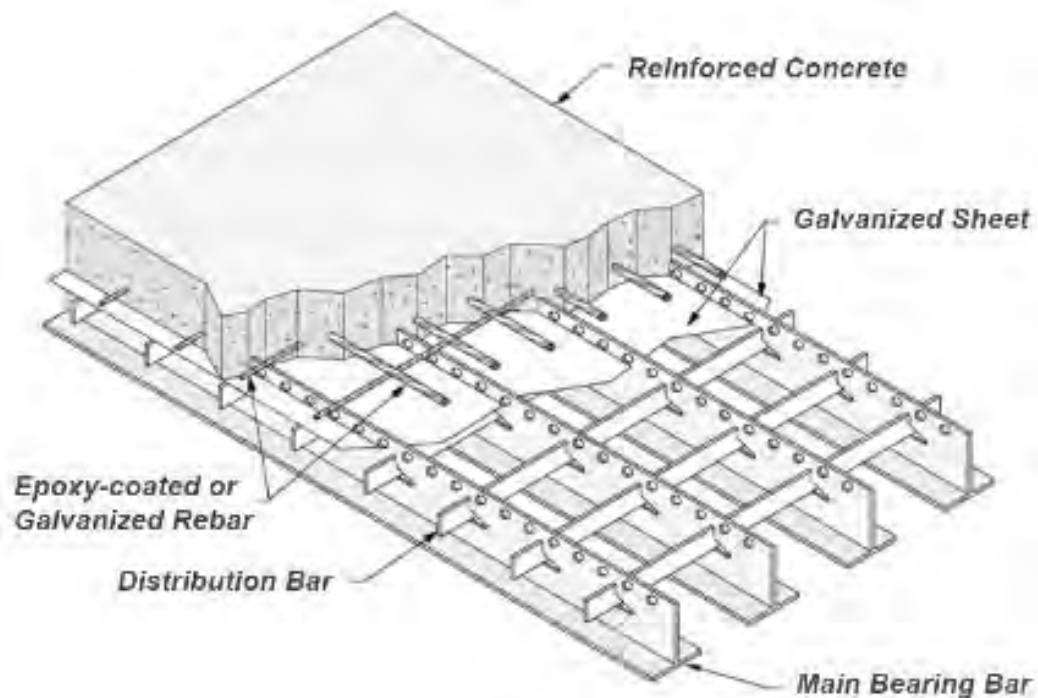 Reinforced Concrete
Galvanized Sheet
Epoxy-coated or
Galvanized Rebar
Distribution Bar
Main Bearing Bar